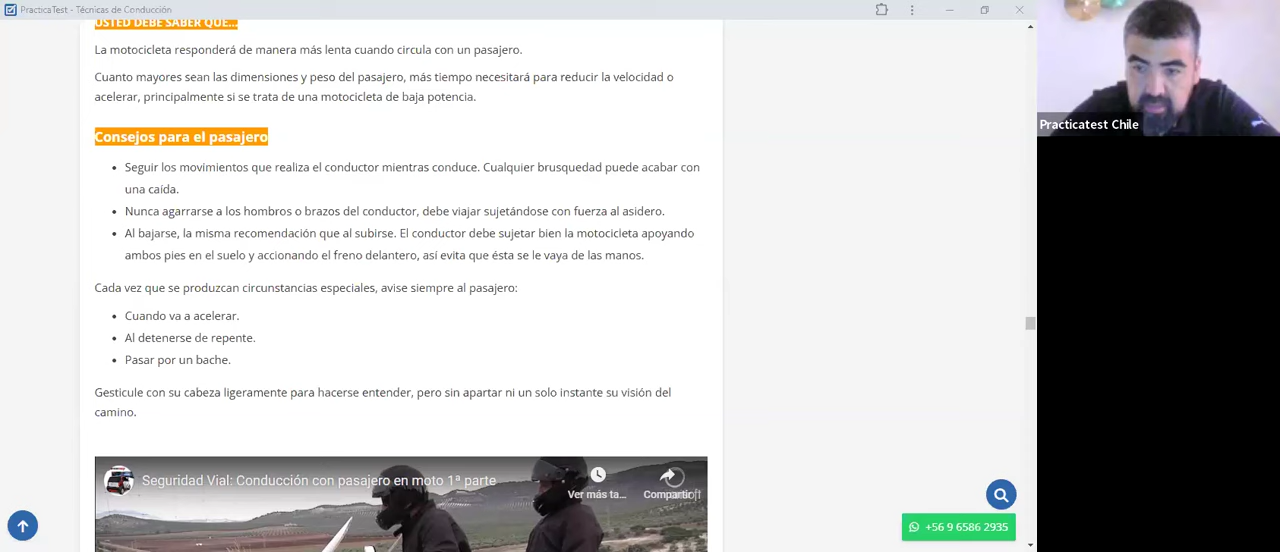 PracticaTest - Técnicas de Conducción
USTED DEBE SABER QUE...
La motocicleta responderá de manera más lenta cuando circula con un pasajero.
Cuanto mayores sean las dimensiones y peso del pasajero, más tiempo necesitará para reducir la velocidad o
acelerar, principalmente si se trata de una motocicleta de baja potencia.
Consejos para el pasajero
• Seguir los movimientos que realiza el conductor mientras conduce. Cualquier brusquedad puede acabar con
una caída.
• Nunca agarrarse a los hombros o brazos del conductor, debe viajar sujetándose con fuerza al asidero.
• Al bajarse, la misma recomendación que al subirse. El conductor debe sujetar bien la motocicleta apoyando
ambos pies en el suelo y accionando el freno delantero, así evita que ésta se le vaya de las manos.
Cada vez que se produzcan circunstancias especiales, avise siempre al pasajero:
• Cuando va a acelerar.
• Al detenerse de repente.
• Pasar por un bache.
Gesticule con su cabeza ligeramente para hacerse entender, pero sin apartar ni un solo instante su visión del
camino.
Seguridad Vial: Conducción con pasajero en moto 1ª parte
Ver más ta...
Compartir
+56 9 6586 2935
Practicatest Chile